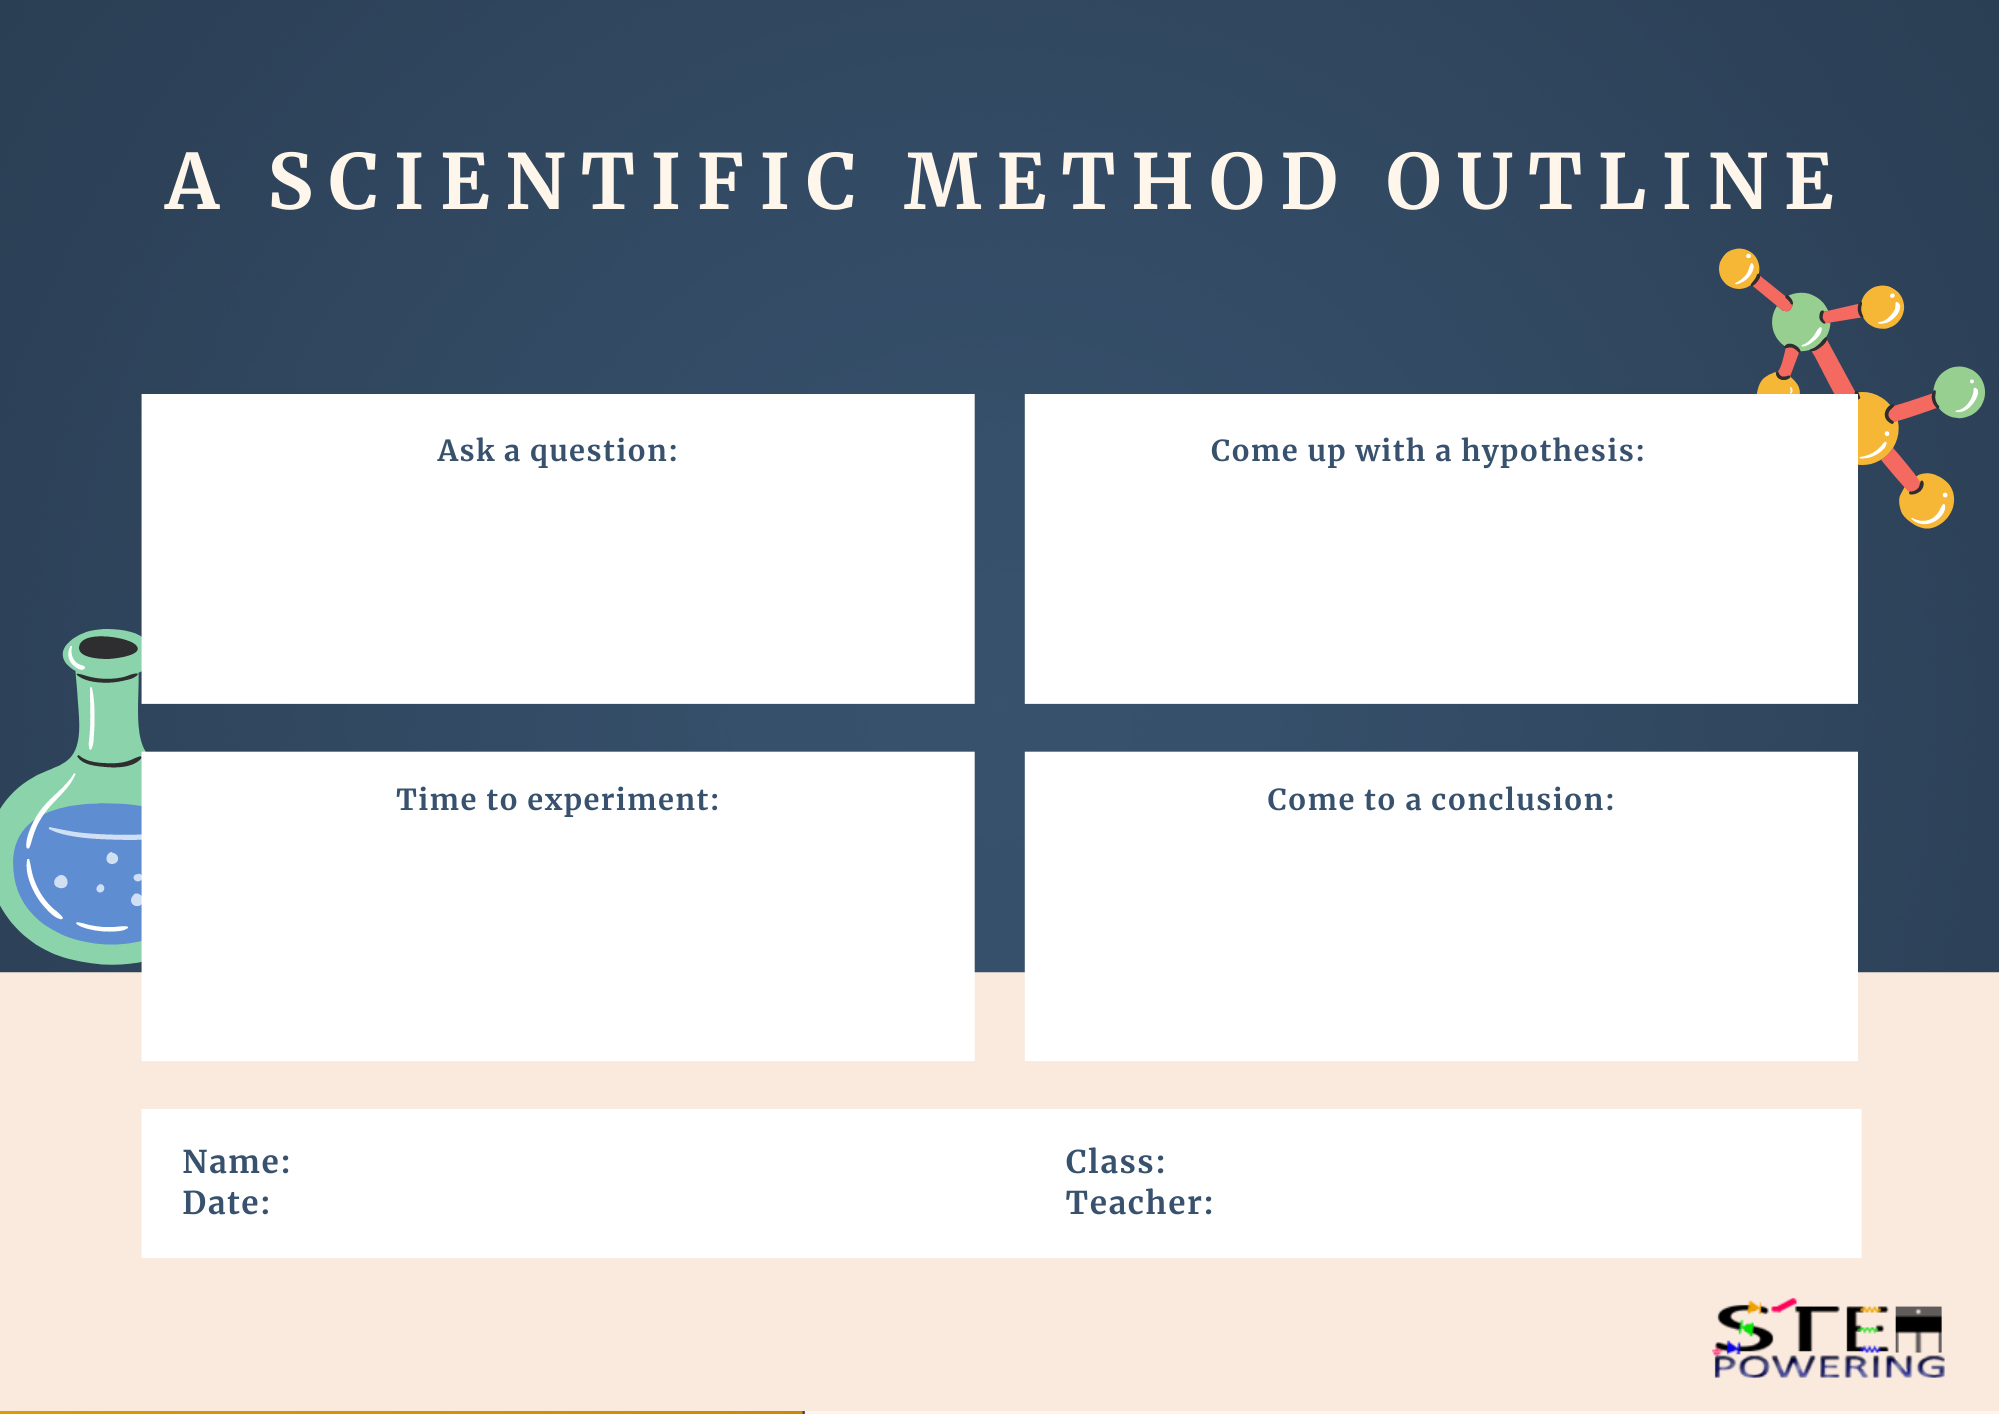 A SCIENTIFIC METHOD OUTLINE
Ask a question:
Come up with a hypothesis:
Time to experiment:
Come to a conclusion:
Name:
Date:
Class:
Teacher:
STEM
POWERING